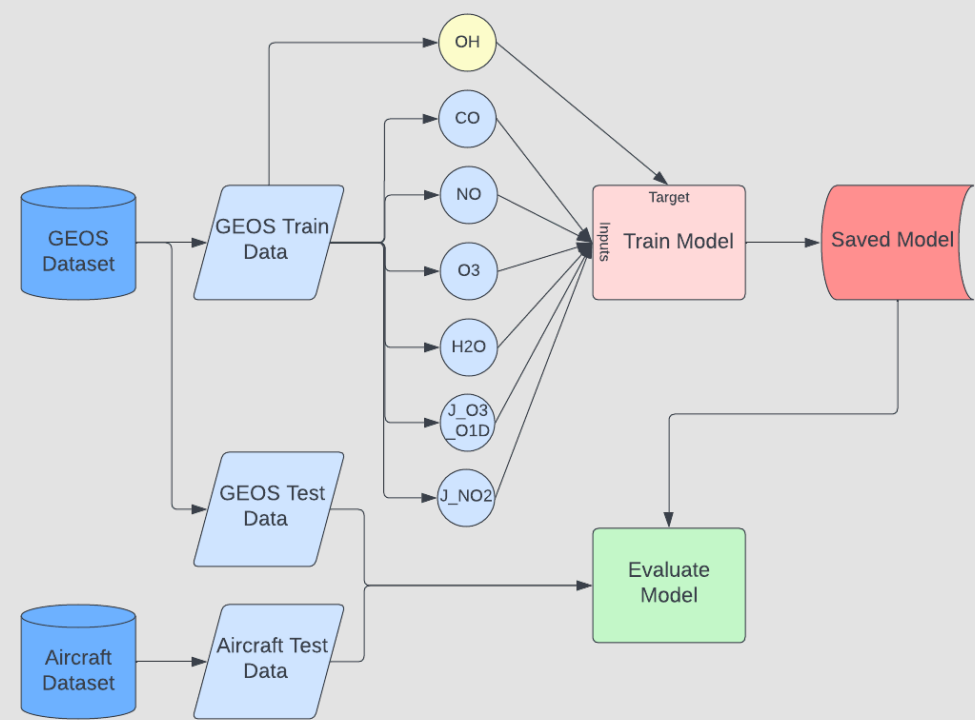 OH
CO
NO
O3
H2O
J_O3
_O1D
J_NO2
GEOS
Dataset
GEOS Train
Data
Target
Inputs
Train Model
Saved Model
GEOS Test
Data
Evaluate
Model
Aircraft
Dataset
Aircraft Test
Data